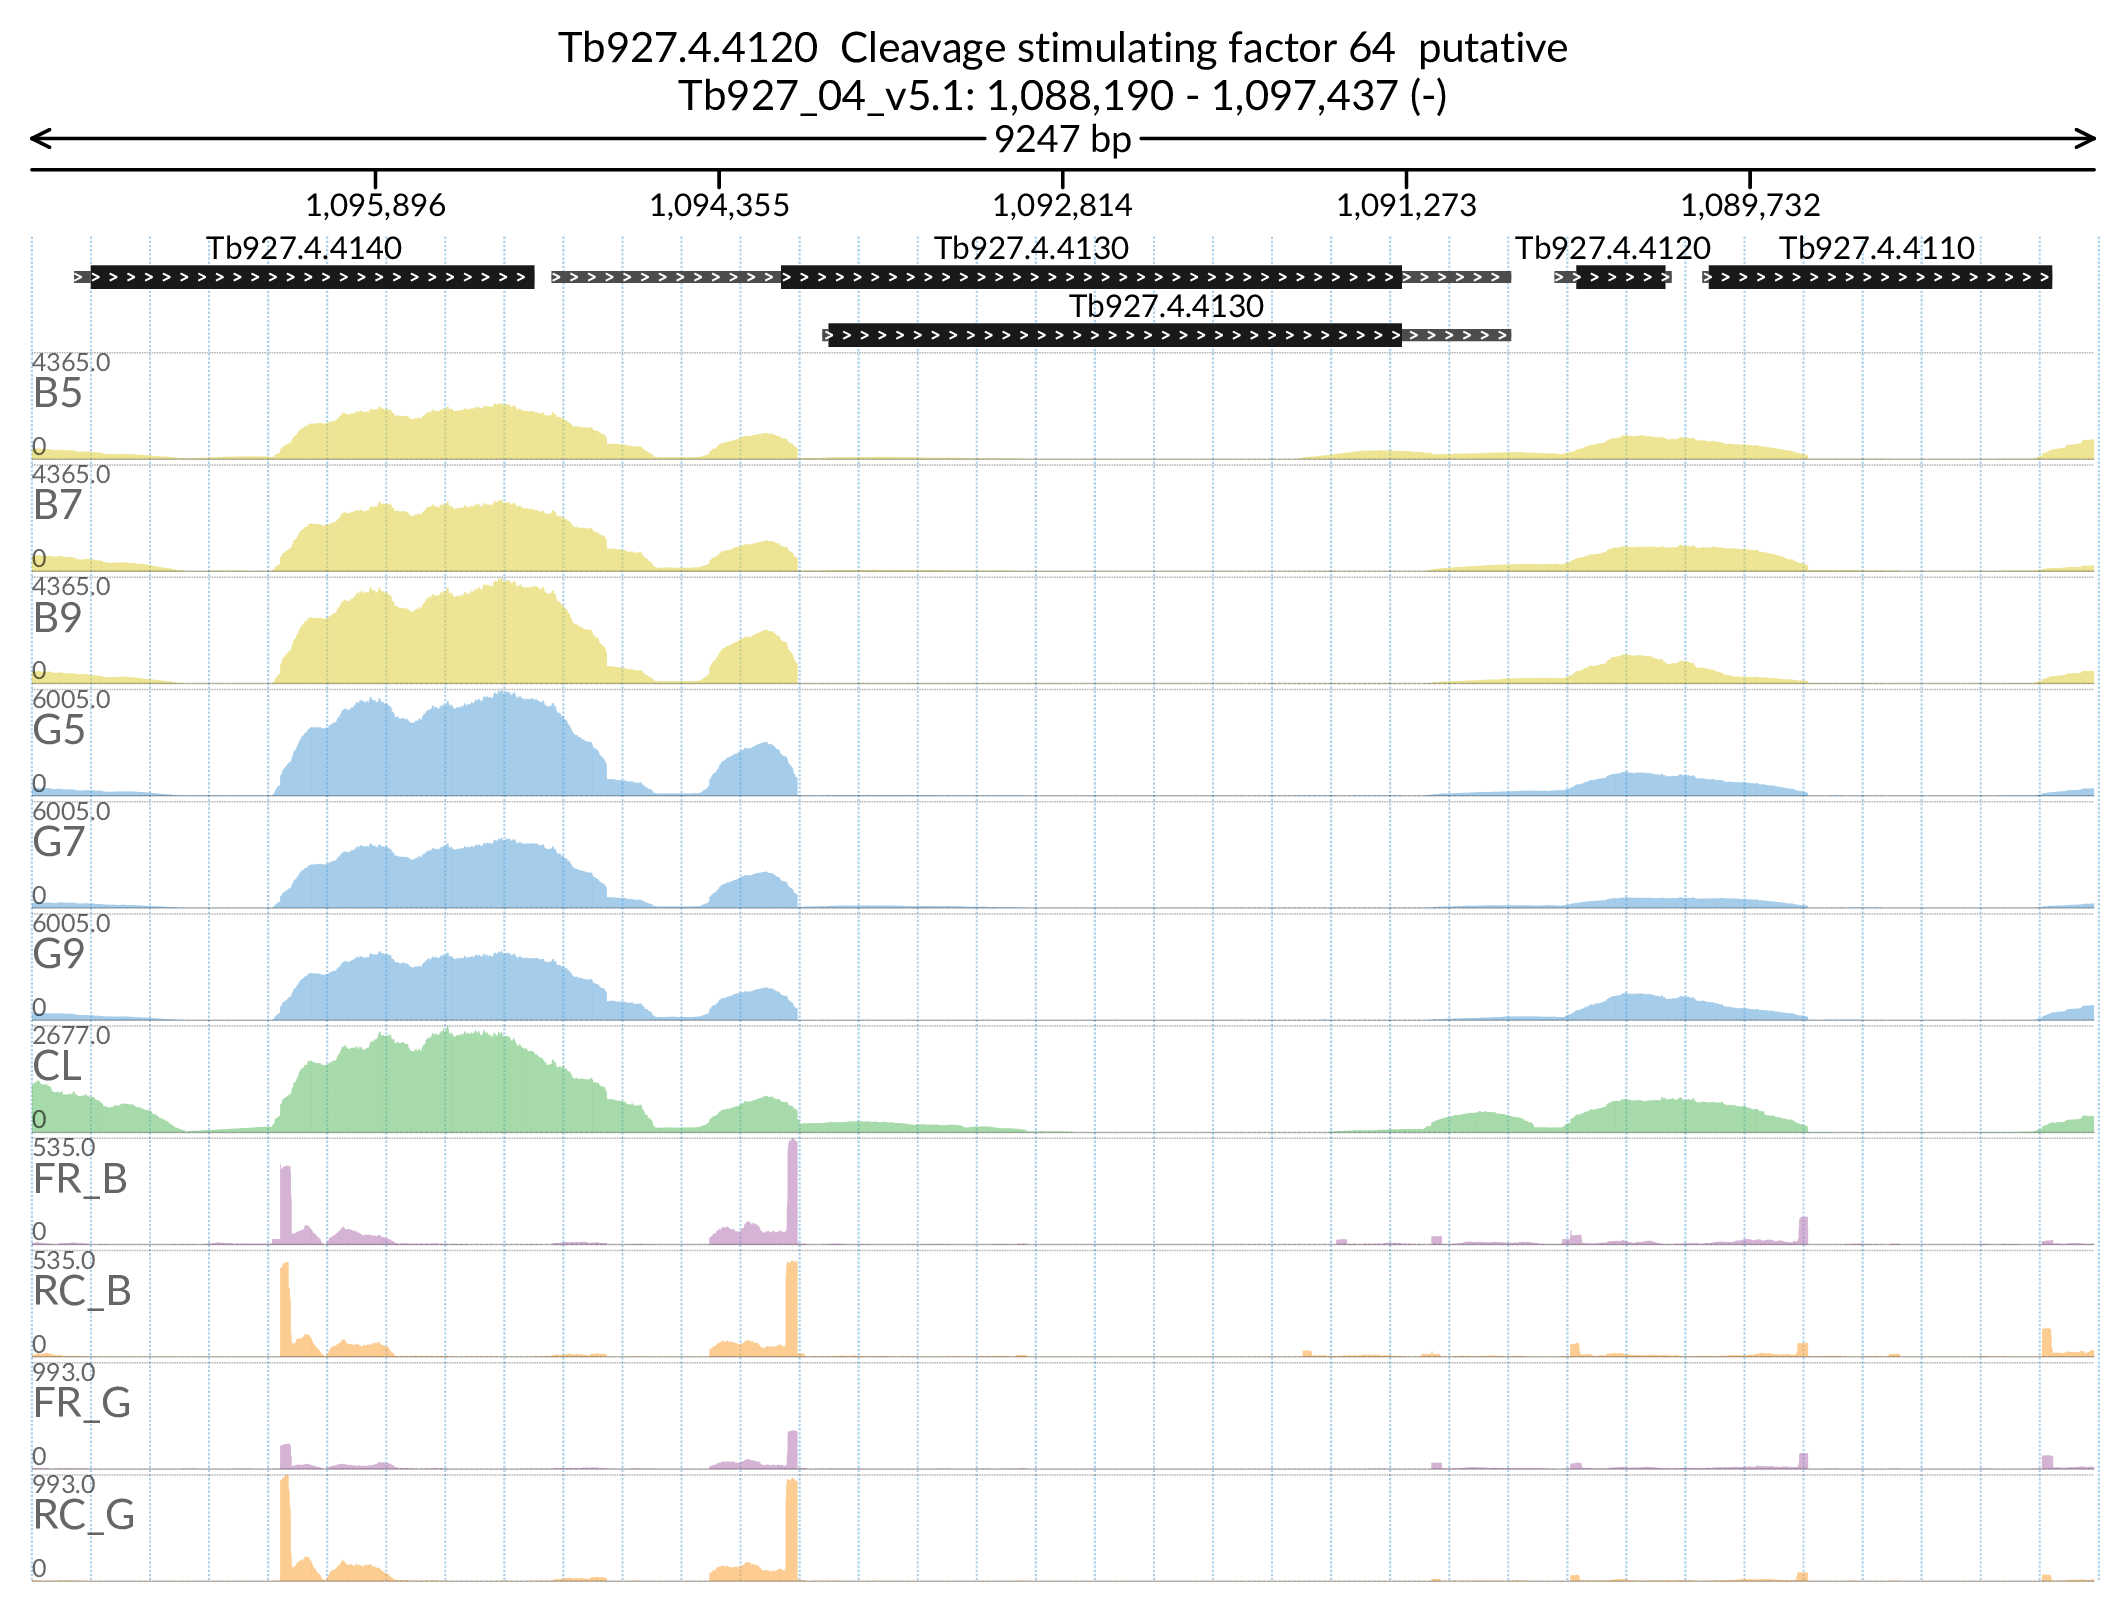 Tb927.4.4120  Cleavage stimulating factor 64  putative
Tb927_04_v5.1: 1,088,190 - 1,097,437 (-)
9247 bp
1,095,896 1,094,355 1,092,814 1,091,273 1,089,732
Tb927.4.4140 Tb927.4.4130 Tb927.4.4120 Tb927.4.4110
Tb927.4.4130
4365.0
B5
0
4365.0
B7
0
4365.0
B9
0
6005.0
G5
0
6005.0
G7
0
6005.0
G9
0
2677.0
CL
0
535.0
FR_B
0
535.0
RC_B
0
993.0
FR_G
0
993.0
RC_G
0